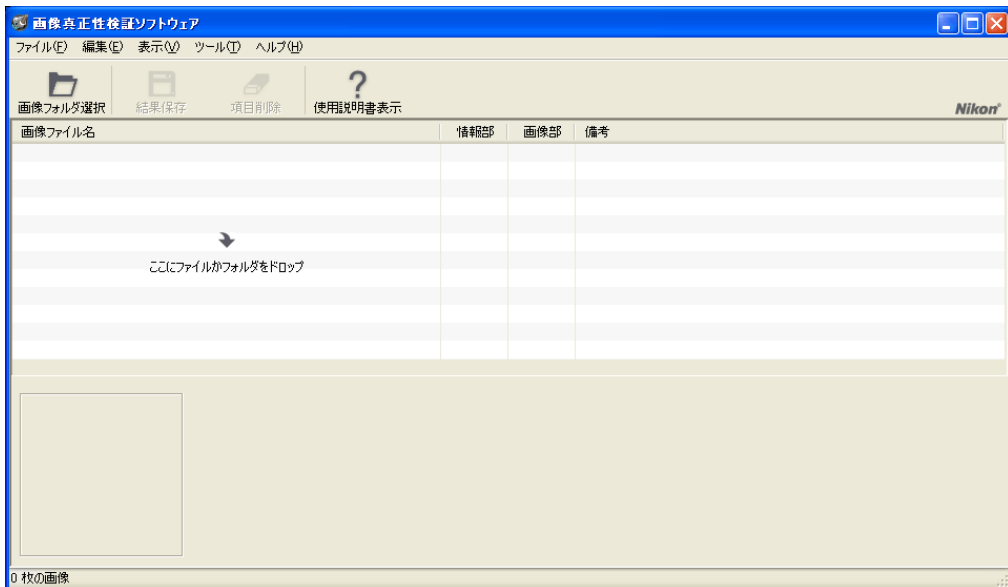 画像真正性検証ソフトウェア
ファイル(F) 編集(E) 表示(V) ツール(T) ヘルプ(H)
画像フォルダ選択 結果保存 項目削除 ? 使用説明書表示 Nikon
画像ファイル名 情報部 画像部 備考
ここにファイルかフォルダをドロップ
0 枚の画像